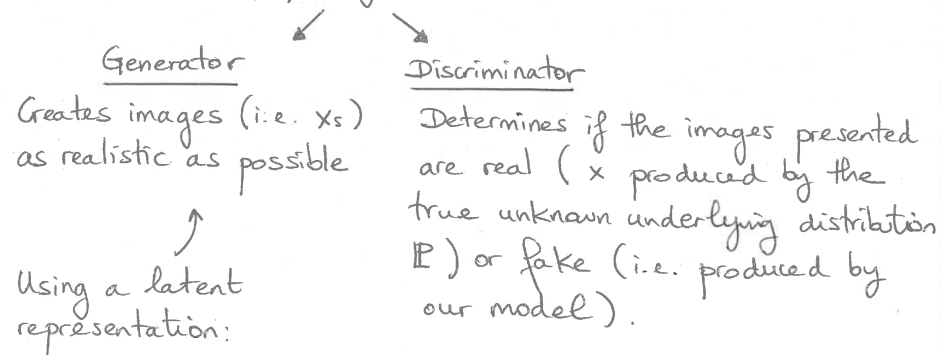 Generator
Creates images (i.e. xs)
as realistic as possible
Using a latent
representation:
Discriminator
Determines if the images presented
are real ( x produced by the
true unknown underlying distribution
ℙ ) or fake (i.e. produced by
our model).